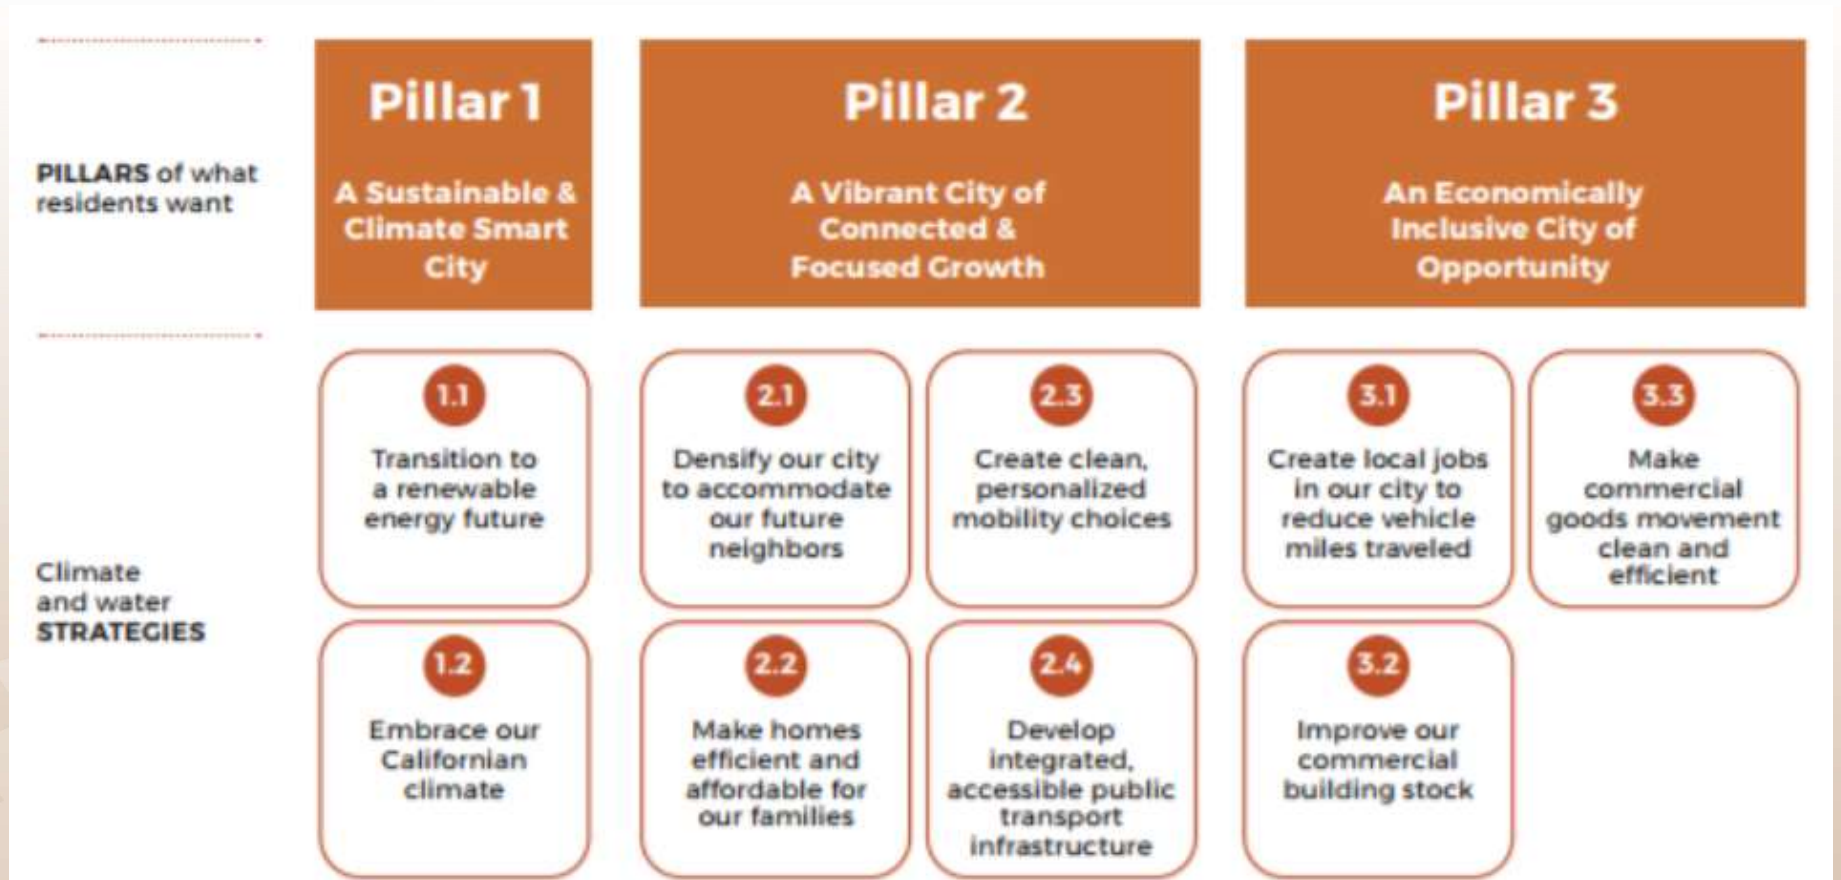 PILLARS of what
residents want
Pillar 1
A Sustainable &
Climate Smart
City
Pillar 2
A Vibrant City of
Connected &
Focused Growth
Pillar 3
An Economically
Inclusive City of
Opportunity
Climate
and water
STRATEGIES
1.1
Transition to
a renewable
energy future
1.2
Embrace our
Californian
climate
2.1
Densify our city
to accommodate
our future
neighbors
2.2
Make homes
efficient and
affordable for
our families
2.3
Create clean,
personalized
mobility choices
2.4
Develop
integrated,
accessible public
transport
infrastructure
3.1
Create local jobs
in our city to
reduce vehicle
miles traveled
3.2
Improve our
commercial
building stock
3.3
Make
commercial
goods movement
clean and
efficient